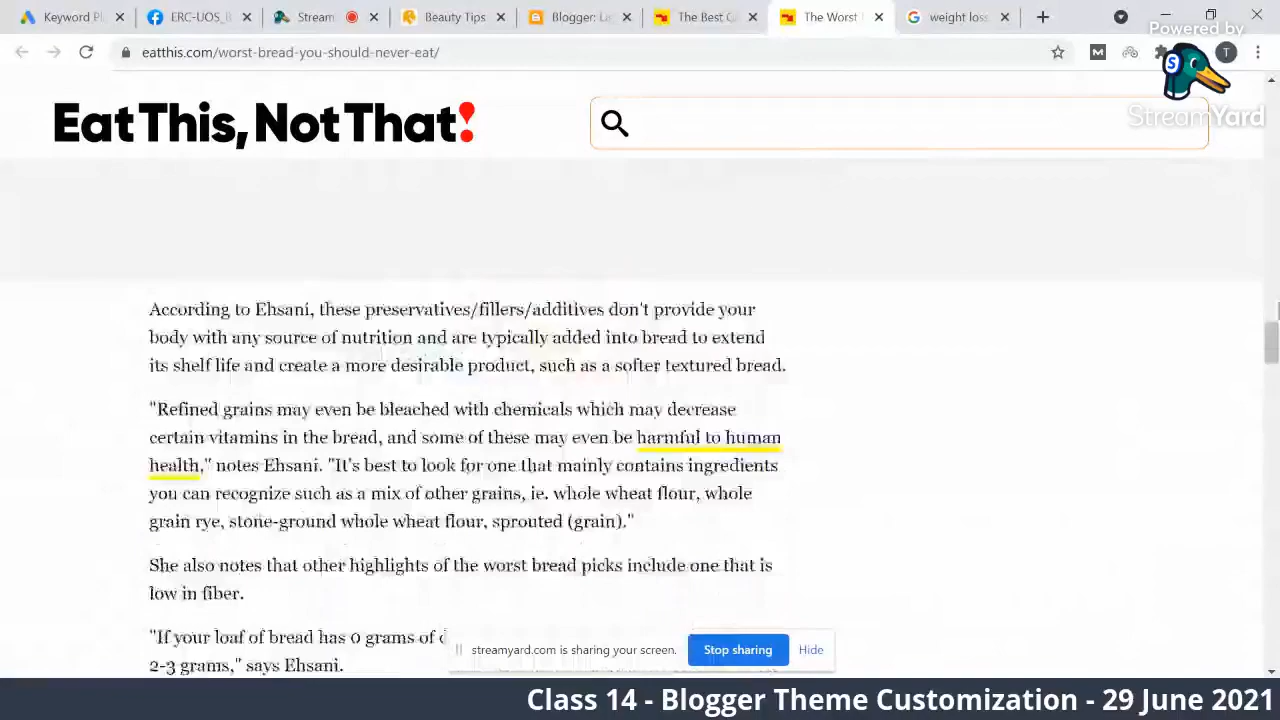 Keyword Pl
ERC-UOS_B
Stream
Beauty Tips
Blogger: La
The Best G
The Worst
weight loss
eatthis.com/worst-bread-you-should-never-eat/
T
Powered by
S
StreamYard
Eat This, Not That!
According to Ehsani, these preservatives/fillers/additives don't provide your
body with any source of nutrition and are typically added into bread to extend
its shelf life and create a more desirable product, such as a softer textured bread.
"Refined grains may even be bleached with chemicals which may decrease
certain vitamins in the bread, and some of these may even be harmful to human
health," notes Ehsani. "It's best to look for one that mainly contains ingredients
you can recognize such as a mix of other grains, ie. whole wheat flour, whole
grain rye, stone-ground whole wheat flour, sprouted (grain)."
She also notes that other highlights of the worst bread picks include one that is
low in fiber.
"If your loaf of bread has 0 grams of
2-3 grams," says Ehsani.
streamyard.com is sharing your screen.
Stop sharing
Hide
Class 14 - Blogger Theme Customization - 29 June 2021